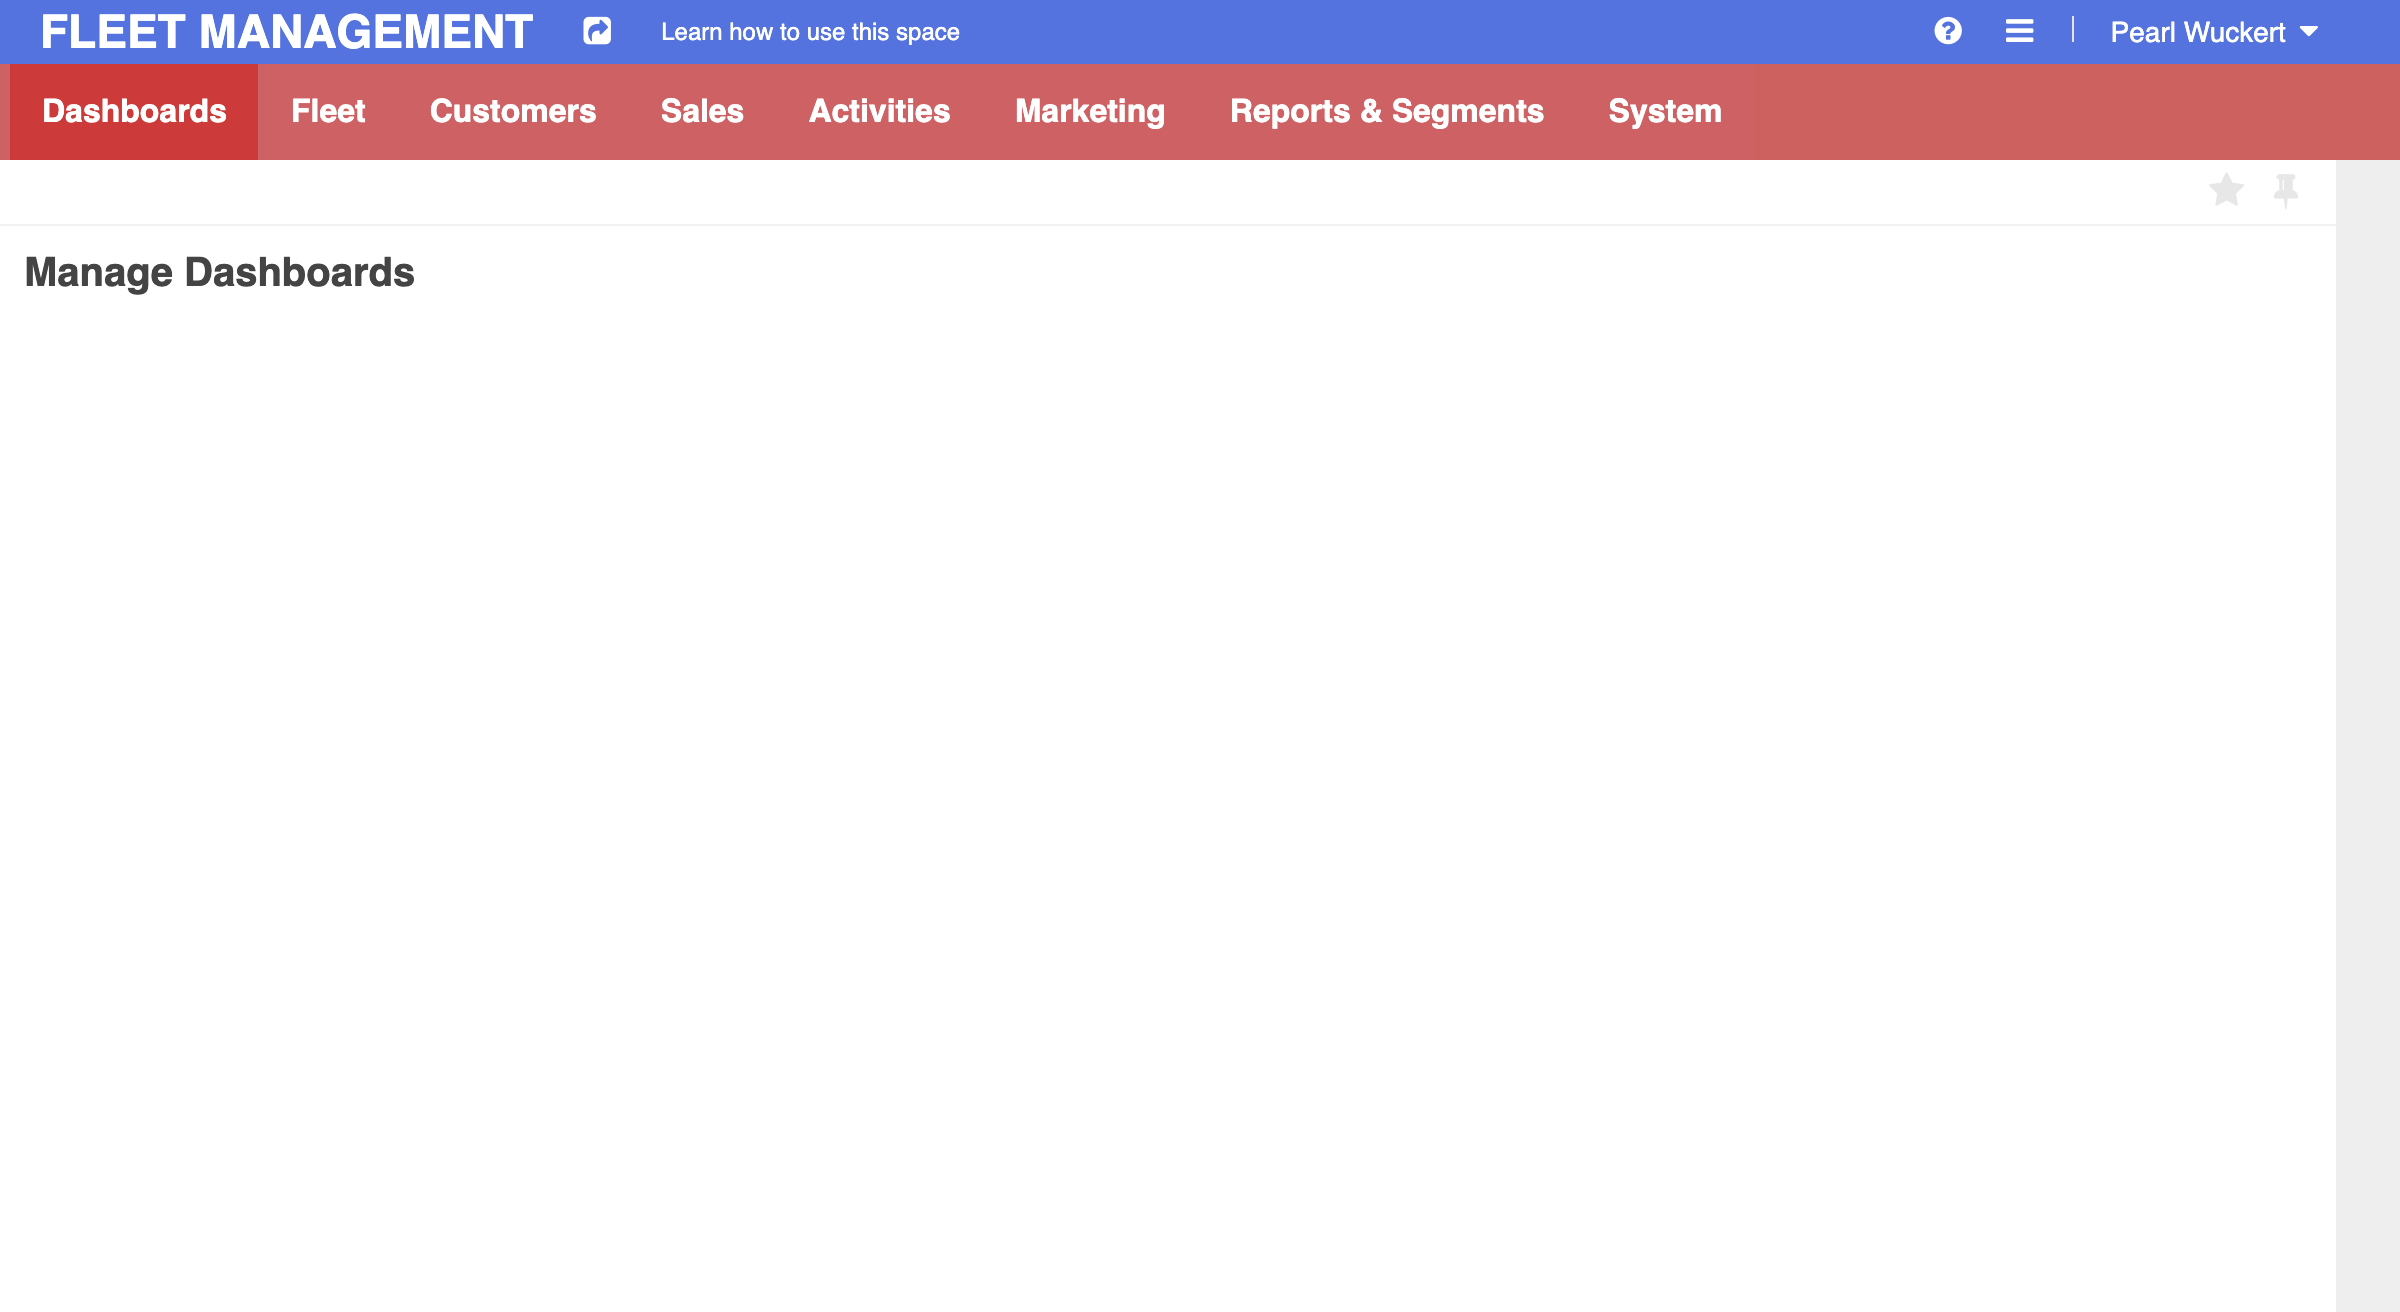 FLEET MANAGEMENT Learn how to use this space Pearl Wuckert
Dashboards Fleet Customers Sales Activities Marketing Reports & Segments System
Manage Dashboards